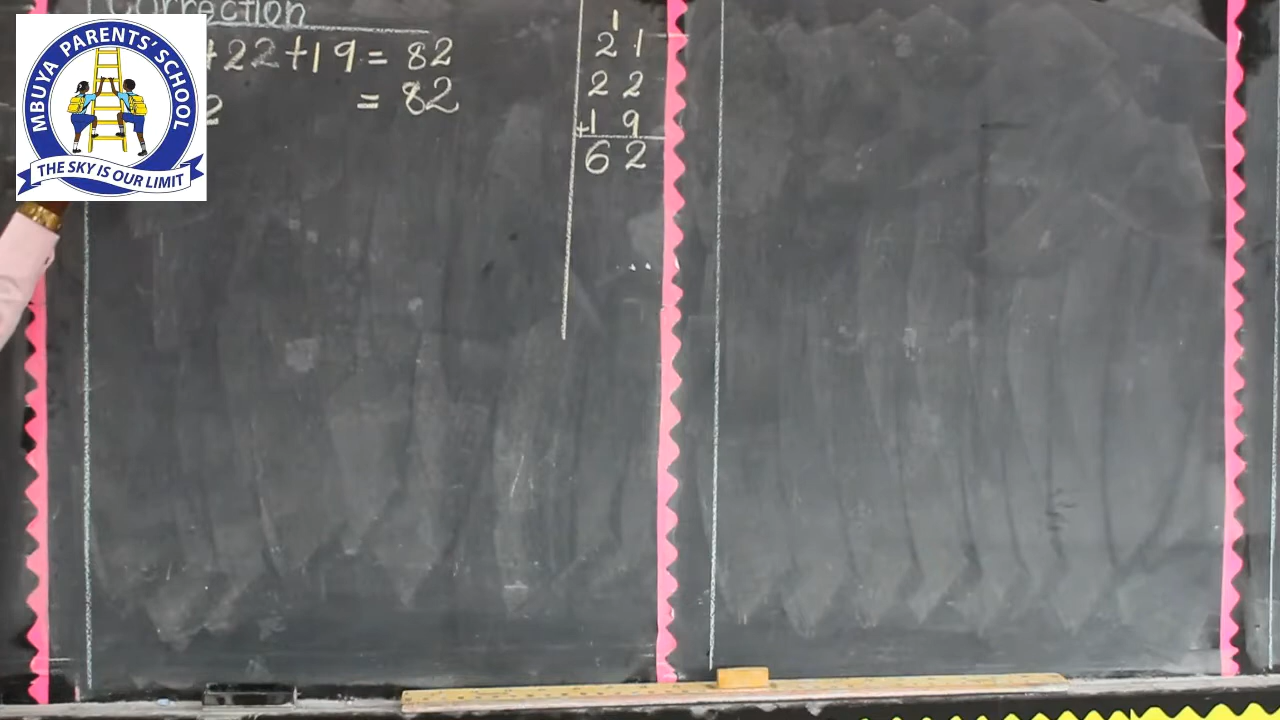 MBUYA PARENTS' SCHOOL
THE SKY IS OUR LIMIT
Correction
+22+19= 82
2 = 82
1
21
22
+19
62